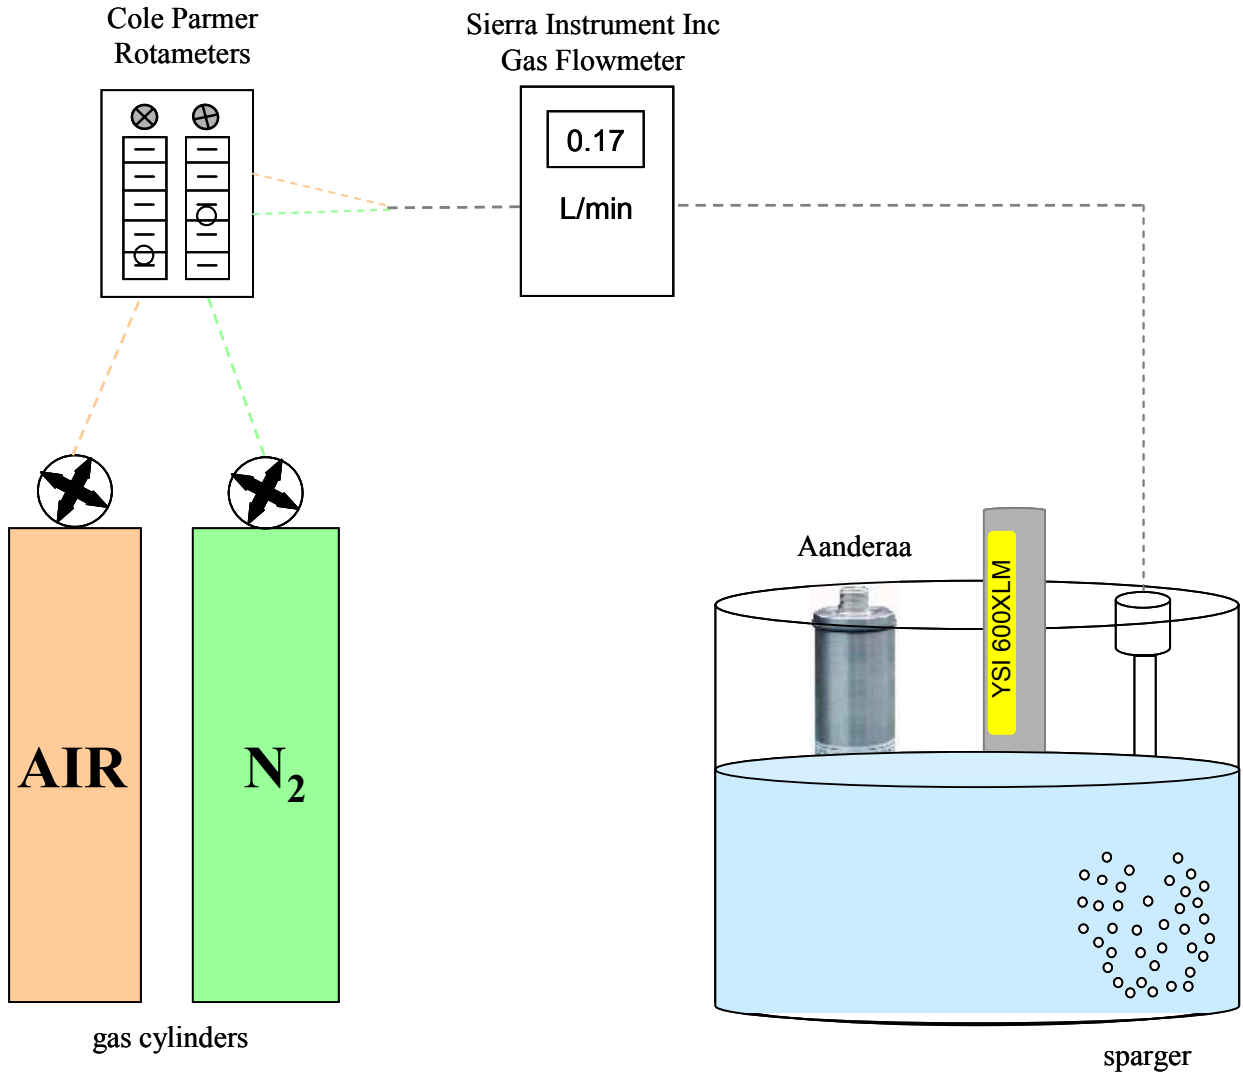 Cole Parmer
Rotameters
Sierra Instrument Inc
Gas Flowmeter
0.17
L/min
Aanderaa
YSI 600XLM
AIR
N₂
gas cylinders
sparger